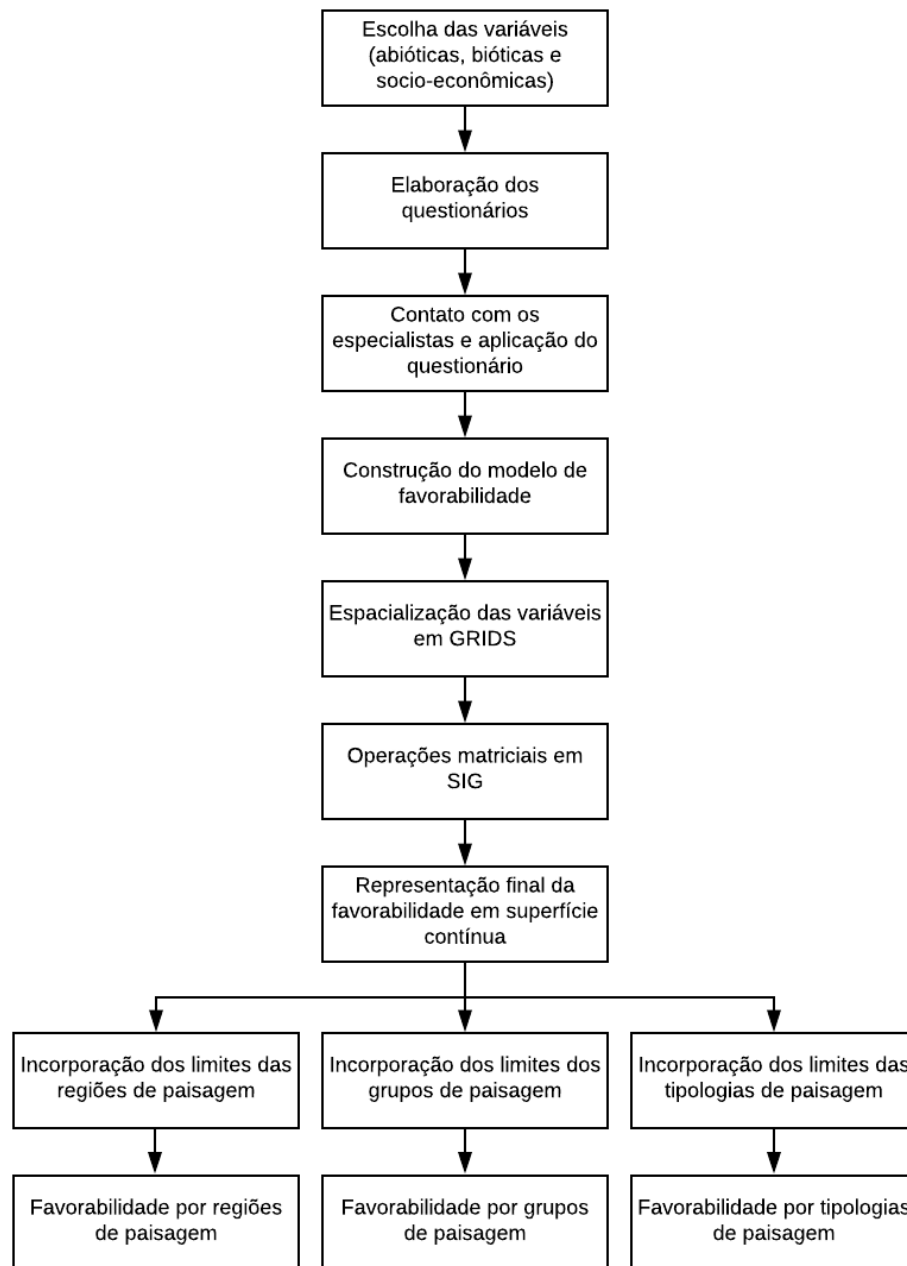 Escolha das variáveis
(abióticas, bióticas e
socio-econômicas)
Elaboração dos
questionários
Contato com os
especialistas e aplicação do
questionário
Construção do modelo de
favorabilidade
Espacialização das variáveis
em GRIDS
Operações matriciais em
SIG
Representação final da
favorabilidade em superfície
contínua
Incorporação dos limites das
regiões de paisagem
Incorporação dos limites dos
grupos de paisagem
Incorporação dos limites das
tipologias de paisagem
Favorabilidade por regiões
de paisagem
Favorabilidade por grupos
de paisagem
Favorabilidade por tipologias
de paisagem